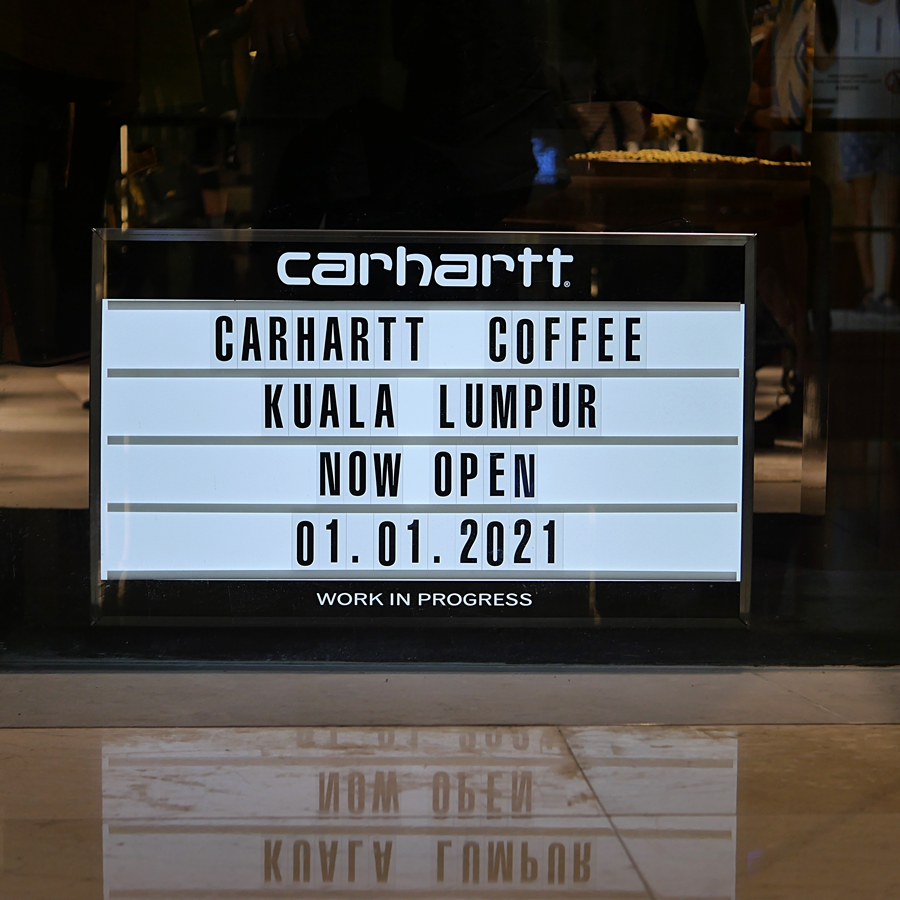 carhartt®
CARHARTT COFFEE
KUALA LUMPUR
NOW OPEN
01.01.2021
WORK IN PROGRESS